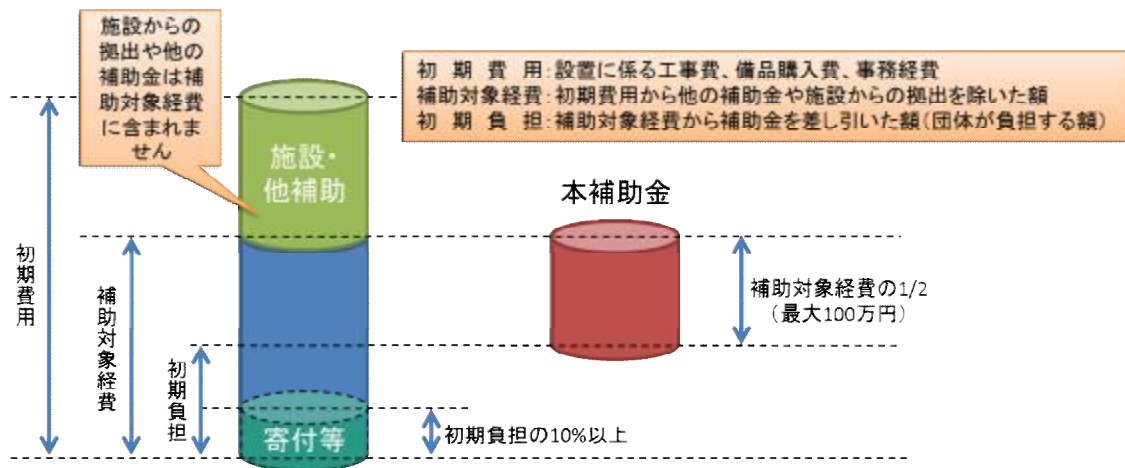 施設からの
拠出や他の
補助金は補
助対象経費
に含まれま
せん
初期費用:設置に係る工事費、備品購入費、事務経費
補助対象経費:初期費用から他の補助金や施設からの拠出を除いた額
初期負担:補助対象経費から補助金を差し引いた額(団体が負担する額)
施設・
他補助
本補助金
初期費用
補助対象経費
初期負担
補助対象経費の1/2
(最大100万円)
寄付等
初期負担の10%以上